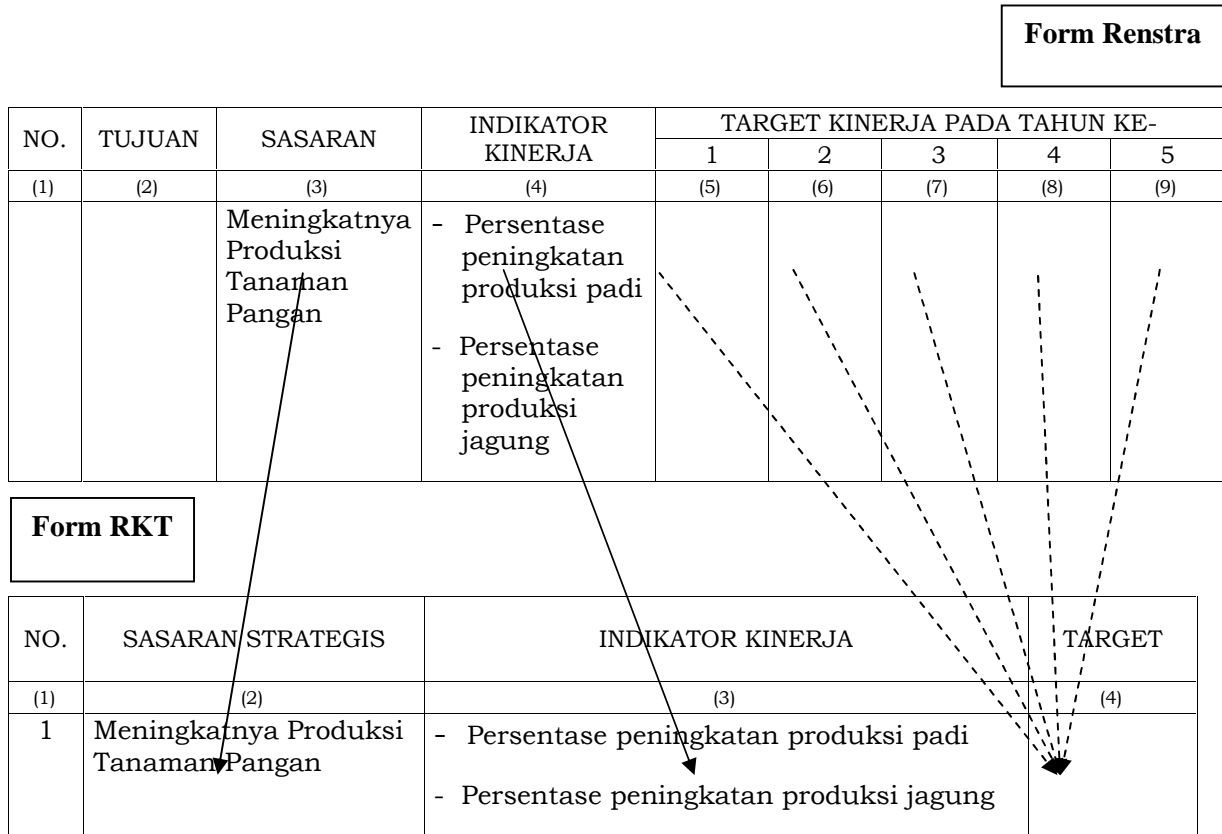 Form Renstra
NO. TUJUAN SASARAN INDIKATOR KINERJA TARGET KINERJA PADA TAHUN KE-
1 2 3 4 5
(1) (2) (3) (4) (5) (6) (7) (8) (9)
Meningkatnya
Produksi
Tanaman
Pangan
- Persentase
peningkatan
produksi padi
- Persentase
peningkatan
produksi
jagung
Form RKT
NO. SASARAN STRATEGIS INDIKATOR KINERJA TARGET
(1) (2) (3) (4)
1 Meningkatnya Produksi
Tanaman Pangan
- Persentase peningkatan produksi padi
- Persentase peningkatan produksi jagung